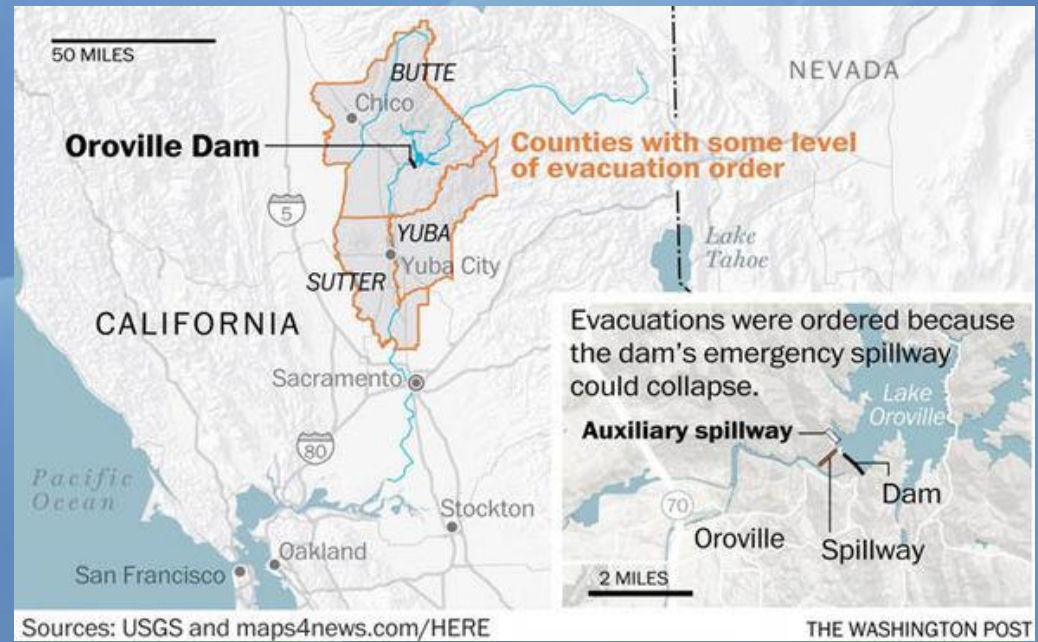 50 MILES
BUTTE
NEVADA
Chico
Oroville Dam
Counties with some level
of evacuation order
5
YUBA
Lake
Tahoe
Yuba City
SUTTER
CALIFORNIA
Sacramento
80
Pacific
Ocean
Stockton
Oakland
San Francisco
Evacuations were ordered because
the dam's emergency spillway
could collapse.
Lake
Oroville
Auxiliary spillway
Dam
70
Oroville
Spillway
2 MILES
Sources: USGS and maps4news.com/HERE
THE WASHINGTON POST